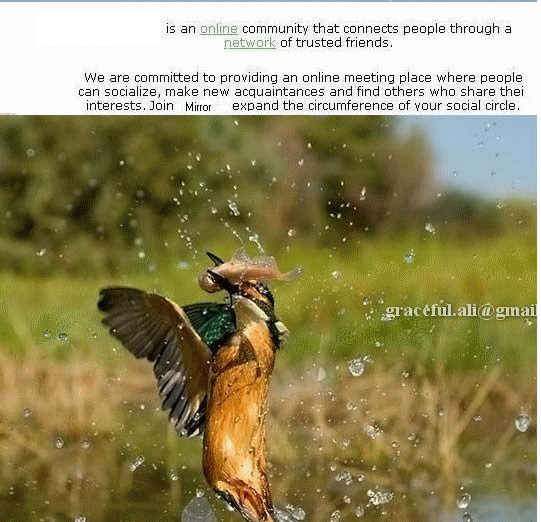 is an online community that connects people through a
network of trusted friends.
We are committed to providing an online meeting place where people
can socialize, make new acquaintances and find others who share thei
interests. Join Mirror expand the circumference of your social circle.
graceful.ali@gmail